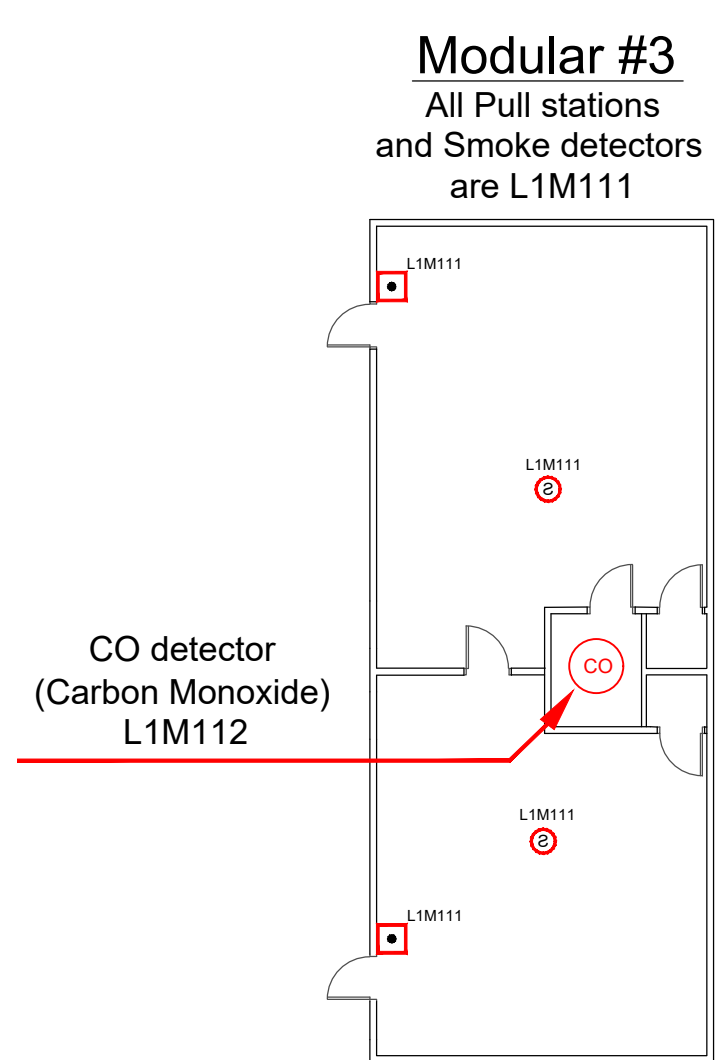 Modular #3
All Pull stations
and Smoke detectors
are L1M111
L1M111
L1M111
S
CO detector
(Carbon Monoxide)
L1M112
CO
L1M111
S
L1M111